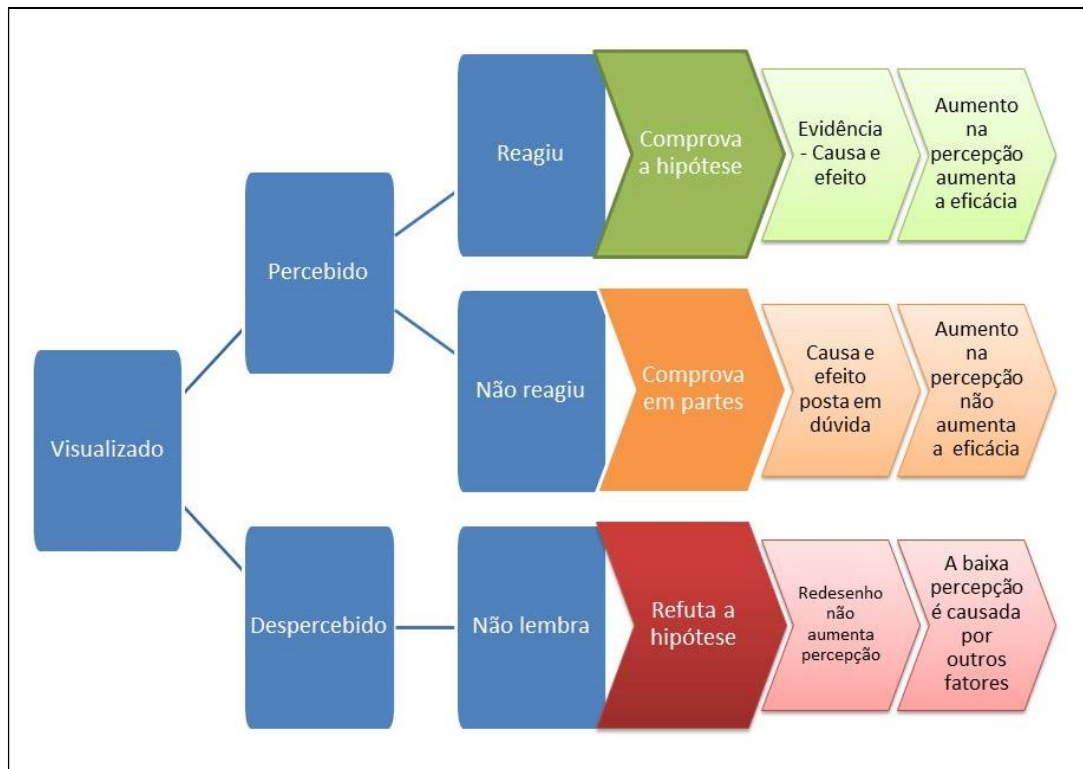 Visualizado
Percebido
Despercebido
Reagiu
Comprova
a hipótese
Evidência
- Causa e
efeito
Aumento
na
percepção
aumenta
a eficácia
Não reagiu
Comprova
em partes
Causa e
efeito
posta em
dúvida
Aumento
na
percepção
não
aumenta
a eficácia
Não lembra
Refuta a
hipótese
Redesenho
não
aumenta
percepção
A baixa
percepção
é causada
por
outros
fatores